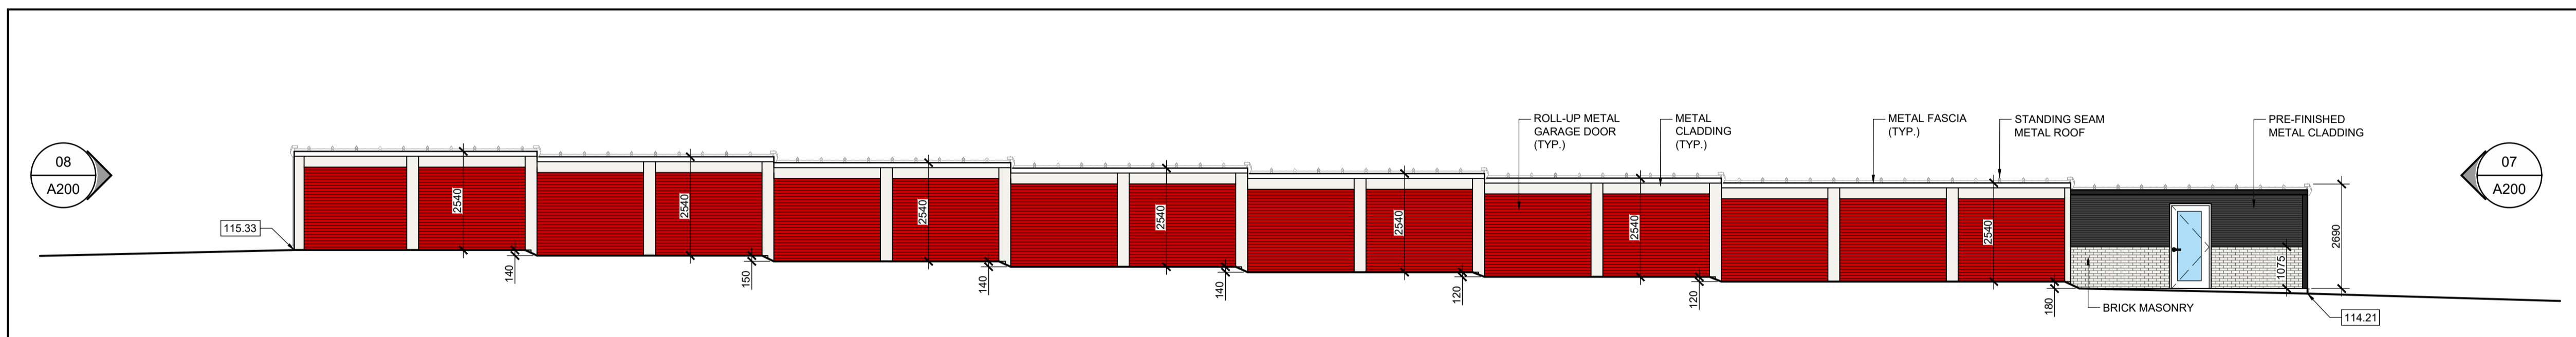 08
A200
115.33
2540
140
2540
150
2540
140
2540
140
2540
120
ROLL-UP METAL
GARAGE DOOR
(TYP.)
METAL
CLADDING
(TYP.)
2540
120
METAL FASCIA
(TYP.)
STANDING SEAM
METAL ROOF
2540
180
PRE-FINISHED
METAL CLADDING
BRICK MASONRY
1075
2690
114.21
07
A200